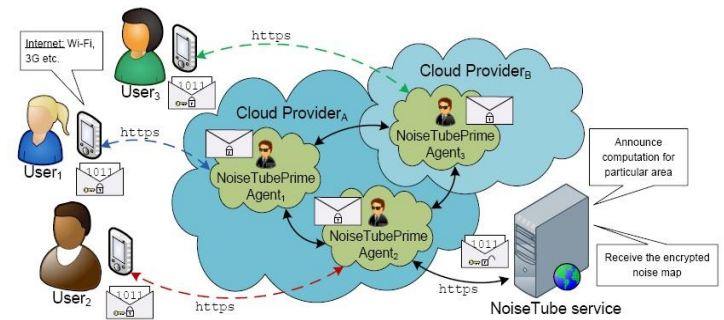 Internet: Wi-Fi,
3G etc.
1011
User3
https
Cloud ProviderB
Cloud ProviderA
User1
1011
https
NoiseTubePrime
Agent1
NoiseTubePrime
Agent3
NoiseTubePrime
Agent2
User2
1011
https
1011
https
NoiseTube service
Announce
computation for
particular area
Receive the
encrypted
noise map